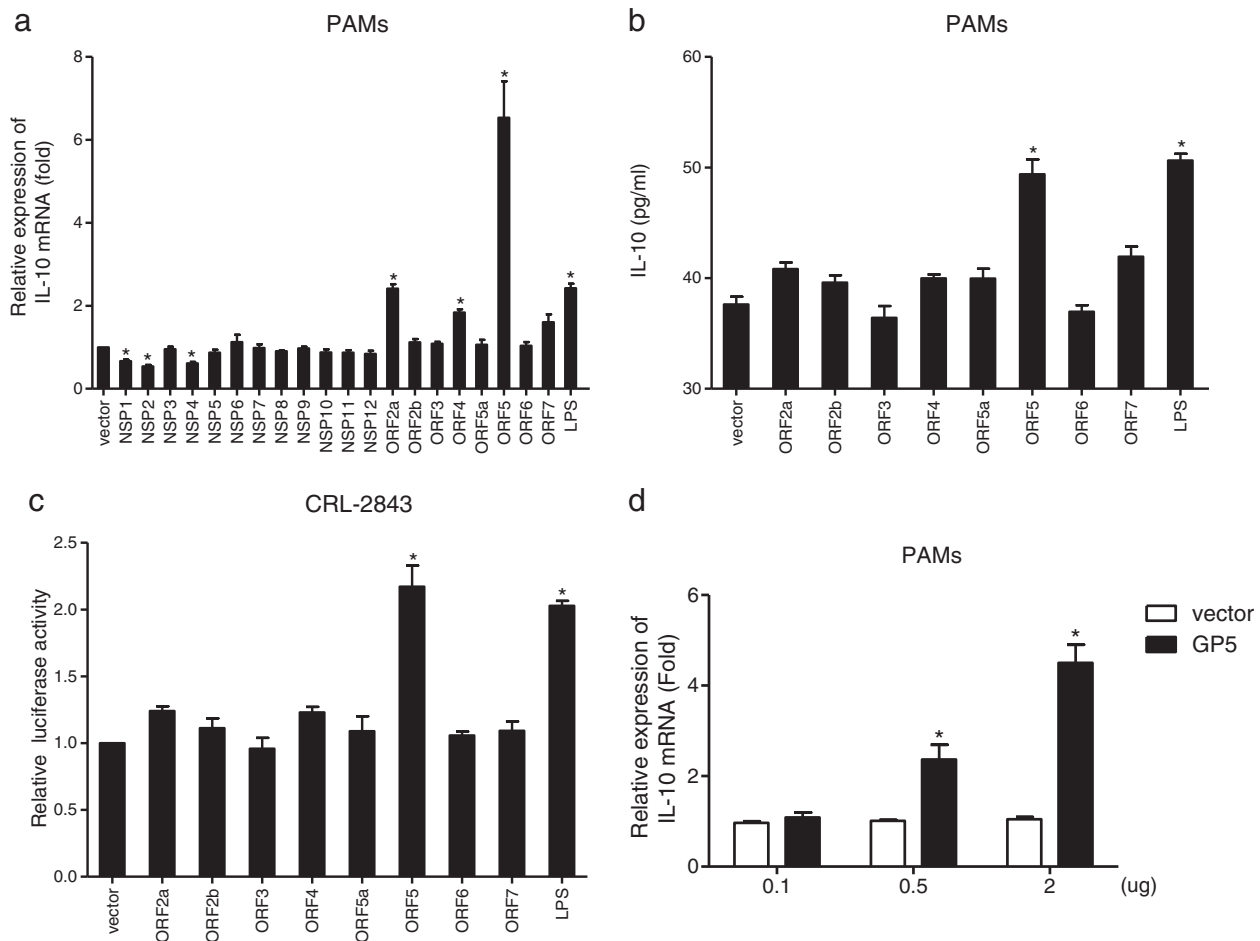 a
PAMs
Relative expression of
IL-10 mRNA (fold)
8
6
4
2
0
* * * * * * *
vector NSP1 NSP2 NSP3 NSP4 NSP5 NSP6 NSP7 NSP8 NSP9 NSP10 NSP11 NSP12 ORF2a ORF2b ORF3 ORF4 ORF5a ORF5 ORF6 ORF7 LPS
b
PAMs
IL-10 (pg/ml)
60
50
40
30
* *
vector ORF2a ORF2b ORF3 ORF4 ORF5a ORF5 ORF6 ORF7 LPS
c
CRL-2843
Relative luciferase activity
2.5
2.0
1.5
1.0
0.5
0.0
* *
vector ORF2a ORF2b ORF3 ORF4 ORF5a ORF5 ORF6 ORF7 LPS
d
PAMs
Relative expression of
IL-10 mRNA (Fold)
6
4
2
0
* *
0.1 0.5 2 (ug)
vector
GP5